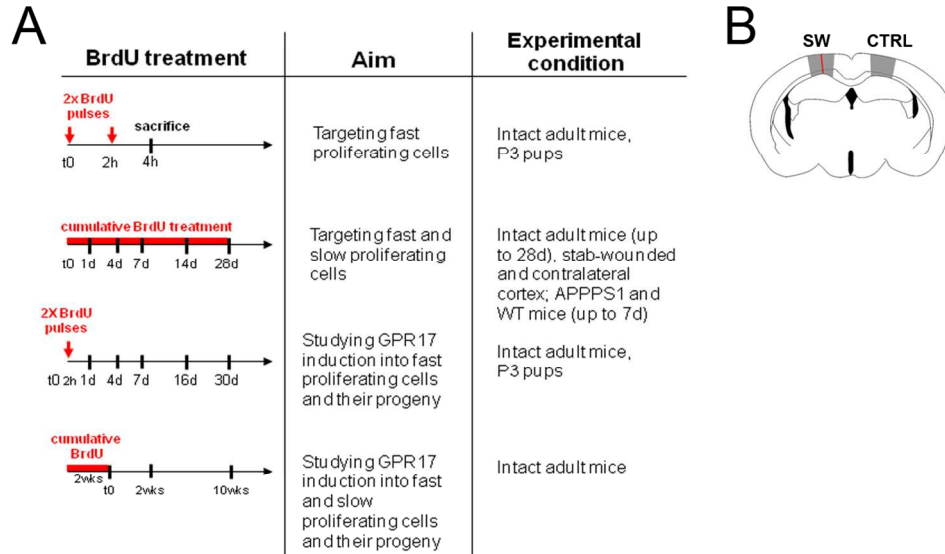 A
B
BrdU treatment
Aim
Experimental
condition
SW
CTRL
2x BrdU
pulses
sacrifice
t0
2h
4h
Targeting fast
proliferating cells
Intact adult mice,
P3 pups
cumulative BrdU treatment
t0
1d
4d
7d
14d
28d
Targeting fast and
slow proliferating
cells
Intact adult mice (up
to 28d), stab-wounded
and contralateral
cortex; APPPS1 and
WT mice (up to 7d)
2X BrdU
pulses
t0
2h
1d
4d
7d
16d
30d
Studying GPR17
induction into fast
proliferating cells
and their progeny
Intact adult mice,
P3 pups
cumulative
BrdU
2wks
t0
2wks
10wks
Studying GPR17
induction into fast
and slow
proliferating cells
and their progeny
Intact adult mice